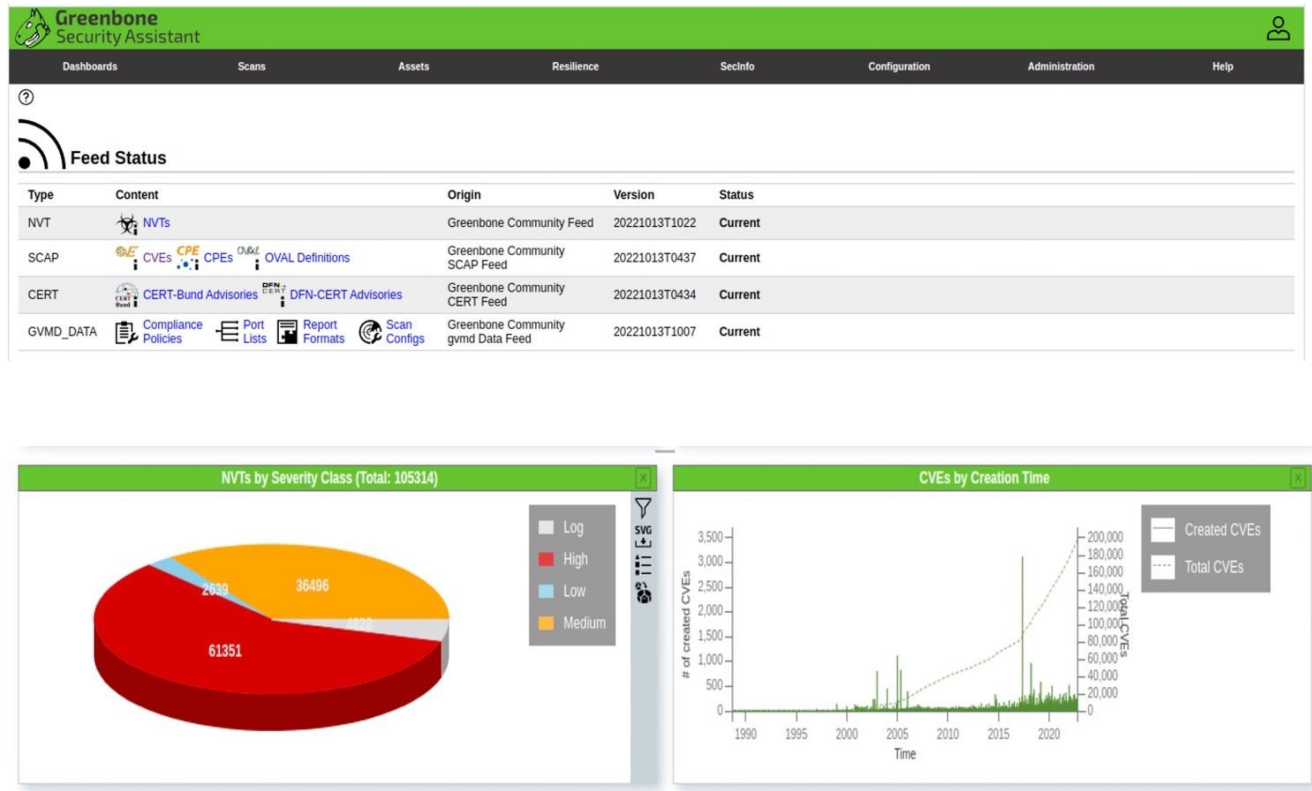 Greenbone
Security Assistant
Dashboards Scans Assets Resilience SecInfo Configuration Administration Help
?
Feed Status
Type Content Origin Version Status
NVT NVTs Greenbone Community Feed 20221013T1022 Current
SCAP CVEs CPE CPEs OVAL OVAL Definitions Greenbone Community SCAP Feed 20221013T0437 Current
CERT CERT Bund CERT-Bund Advisories DFN CERT DFN-CERT Advisories Greenbone Community CERT Feed 20221013T0434 Current
GVMD_DATA Compliance Policies Port Lists Report Formats Scan Configs Greenbone Community gvmd Data Feed 20221013T1007 Current
NVTs by Severity Class (Total: 105314) X
Log
High
Low
Medium
SVG
2639
36496
61351
CVEs by Creation Time X
Created CVEs
Total CVEs
# of created CVEs
3,500
3,000
2,500
2,000
1,500
1,000
500
0
200,000
180,000
160,000
140,000
120,000
100,000
80,000
60,000
40,000
20,000
0
Total CVEs
1990 1995 2000 2005 2010 2015 2020
Time